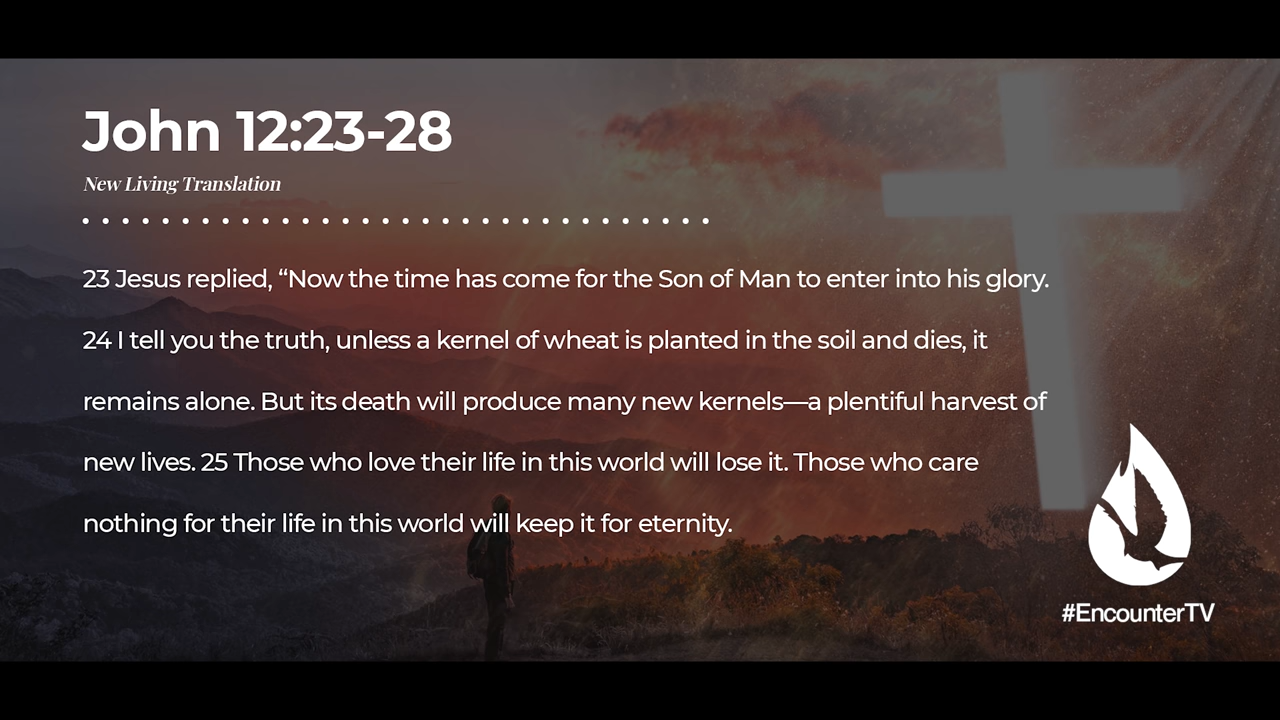 John 12:23-28
New Living Translation
23 Jesus replied, “Now the time has come for the Son of Man to enter into his glory.
24 I tell you the truth, unless a kernel of wheat is planted in the soil and dies, it
remains alone. But its death will produce many new kernels—a plentiful harvest of
new lives. 25 Those who love their life in this world will lose it. Those who care
nothing for their life in this world will keep it for eternity.
#EncounterTV